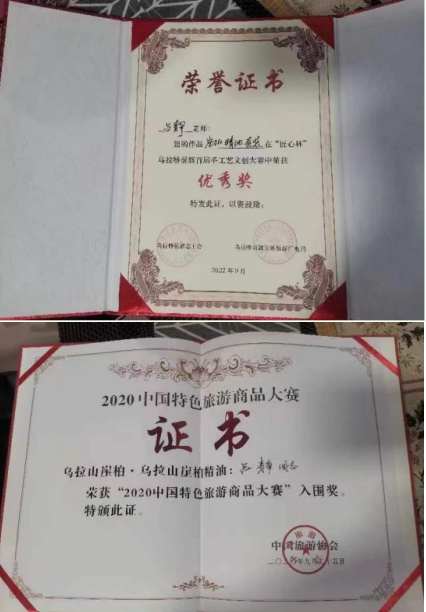 荣誉证书
老师：
您的作品崖柏精油套装在“匠心杯”
乌拉特前旗首届手工艺文创大赛中荣获
优秀奖
特发此证，以资鼓励。
2022年9月
2020中国特色旅游商品大赛
证书
乌拉山崖柏·乌拉山崖柏精油：
荣获“2020中国特色旅游商品大赛”入围奖。
特颁此证。
中国旅游协会